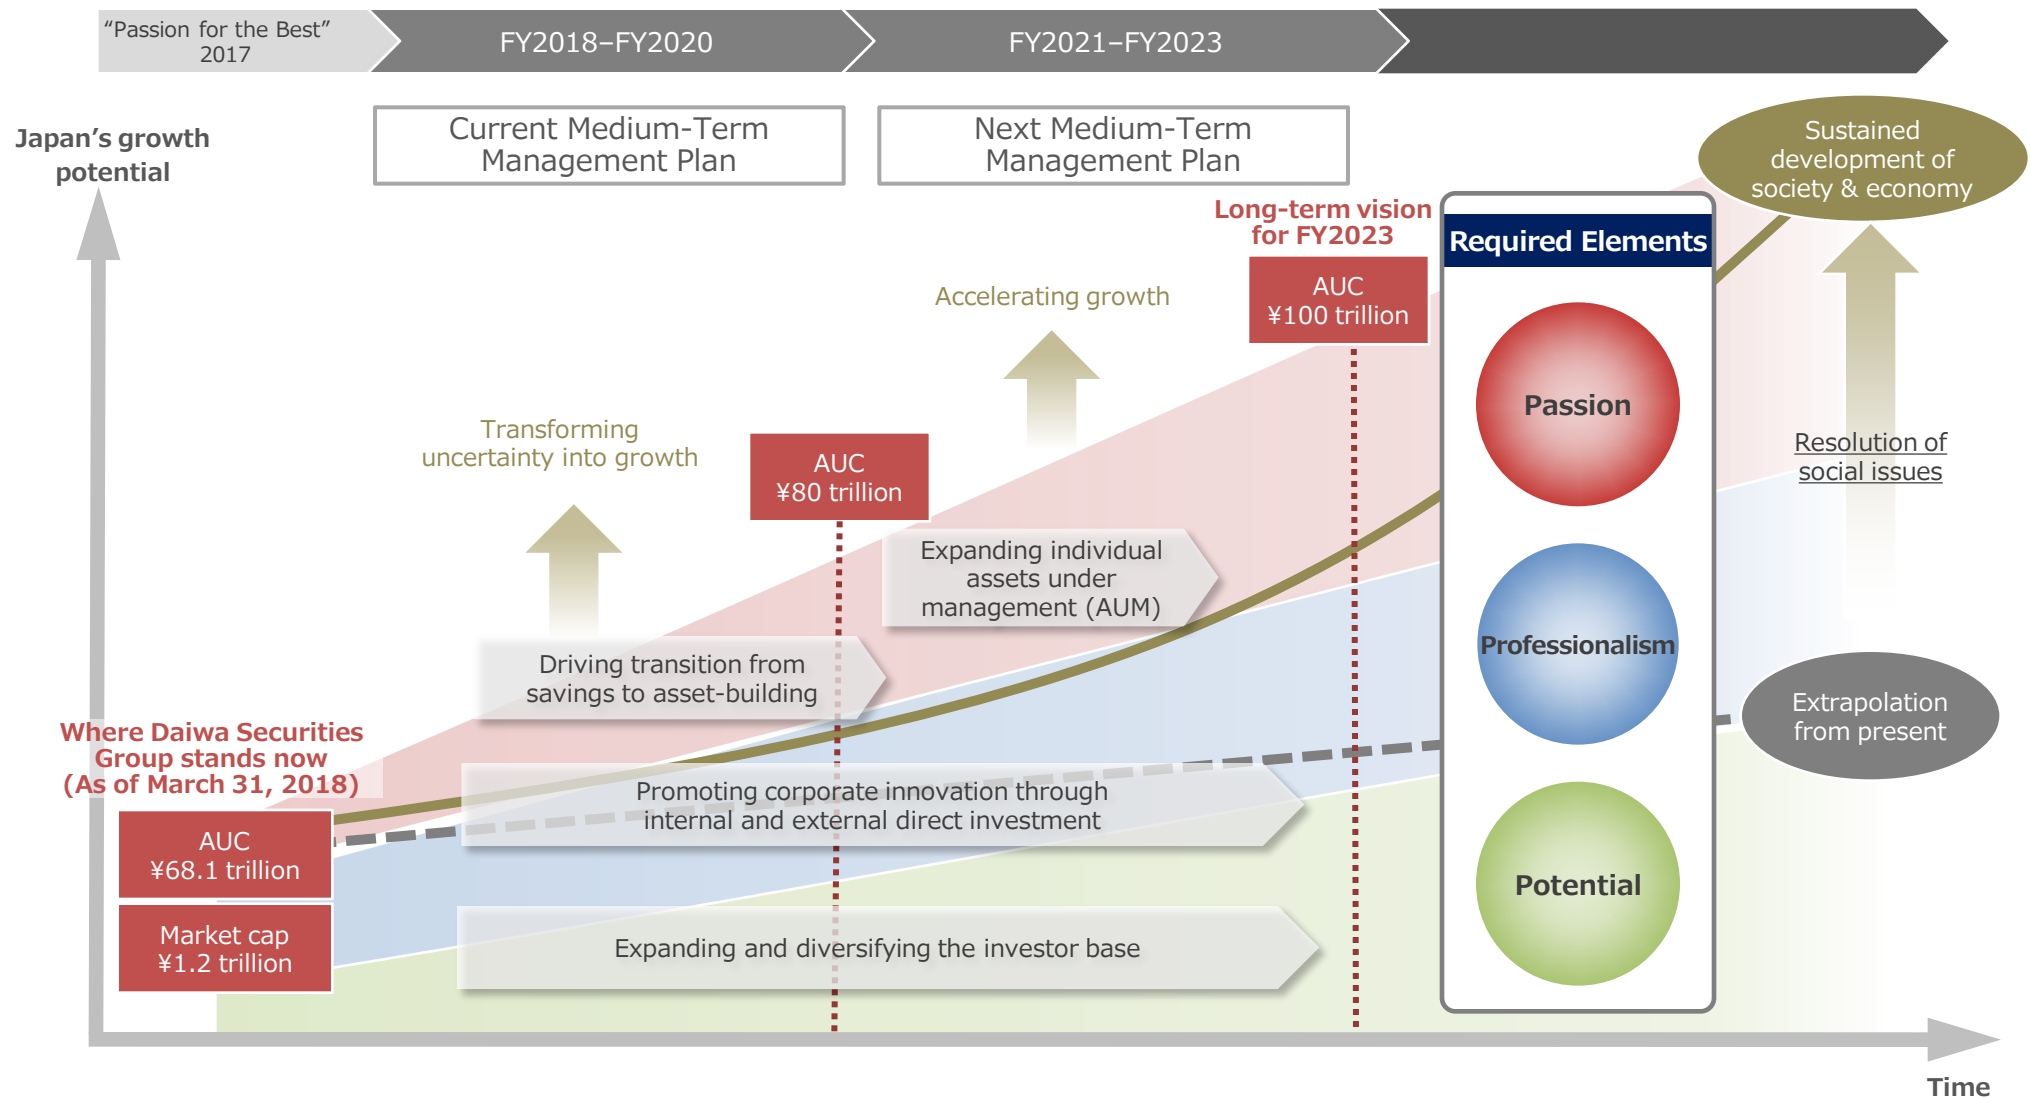 “Passion for the Best”
2017
FY2018–FY2020
FY2021–FY2023
Japan’s growth
potential
Current Medium-Term
Management Plan
Next Medium-Term
Management Plan
Sustained
development of
society & economy
Long-term vision
for FY2023
AUC
¥100 trillion
Required Elements
Accelerating growth
Passion
Transforming
uncertainty into growth
AUC
¥80 trillion
Resolution of
social issues
Expanding individual
assets under
management (AUM)
Driving transition from
savings to asset-building
Professionalism
Extrapolation
from present
Where Daiwa Securities
Group stands now
(As of March 31, 2018)
AUC
¥68.1 trillion
Promoting corporate innovation through
internal and external direct investment
Potential
Market cap
¥1.2 trillion
Expanding and diversifying the investor base
Time